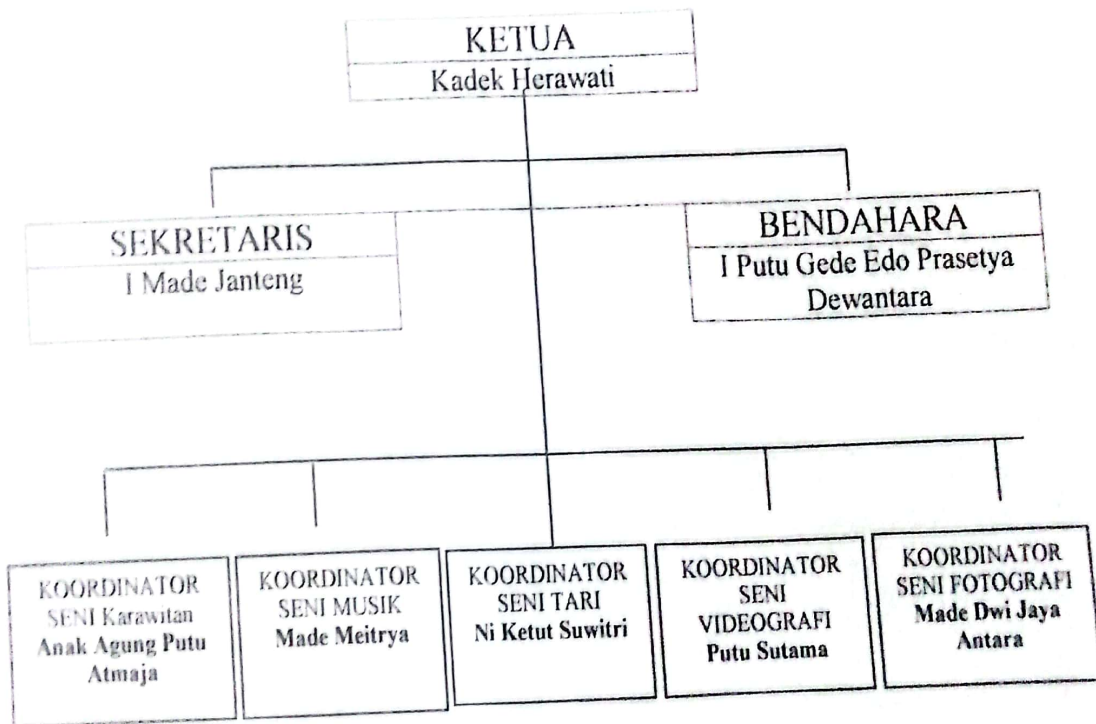 KETUA
Kadek Herawati
SEKRETARIS
I Made Janteng
BENDAHARA
I Putu Gede Edo Prasetya
Dewantara
KOORDINATOR
SENI Karawitan
Anak Agung Putu
Atmaja
KOORDINATOR
SENI MUSIK
Made Meitrya
KOORDINATOR
SENI TARI
Ni Ketut Suwitri
KOORDINATOR
SENI
VIDEOGRAFI
Putu Sutama
KOORDINATOR
SENI FOTOGRAFI
Made Dwi Jaya
Antara